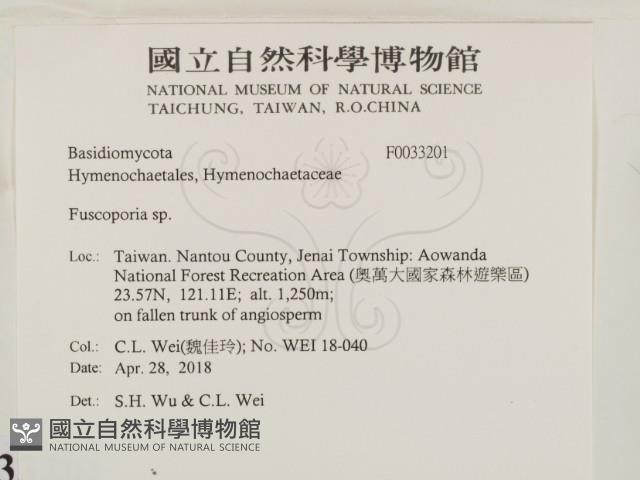 國立自然科學博物館
NATIONAL MUSEUM OF NATURAL SCIENCE
TAICHUNG, TAIWAN, R.O.CHINA
Basidiomycota F0033201
Hymenochaetales, Hymenochaetaceae
Fuscoporia sp.
Loc.: Taiwan. Nantou County, Jenai Township: Aowanda
National Forest Recreation Area (奧萬大國家森林遊樂區)
23.57N, 121.11E; alt. 1,250m;
on fallen trunk of angiosperm
Col.: C.L. Wei(魏佳玲); No. WEI 18-040
Date: Apr. 28, 2018
Det.: S.H. Wu & C.L. Wei
國立自然科學博物館
NATIONAL MUSEUM OF NATURAL SCIENCE
3